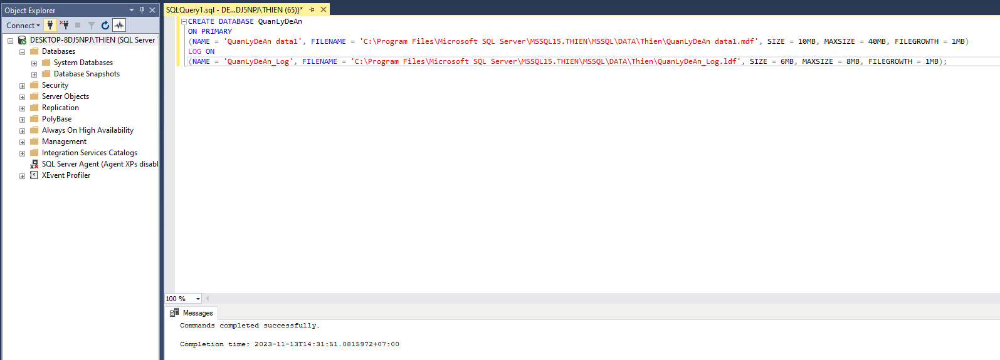 Object Explorer
Connect
DESKTOP-8DJ5NPJ\THIEN (SQL Server
Databases
System Databases
Database Snapshots
Security
Server Objects
Replication
PolyBase
Always On High Availability
Management
Integration Services Catalogs
SQL Server Agent (Agent XPs disabl
XEvent Profiler
SQLQuery1.sql - DE...DJ5NPJ\THIEN (65))*
CREATE DATABASE QuanLyDeAn
ON PRIMARY
(NAME = 'QuanLyDeAn data1', FILENAME = 'C:\Program Files\Microsoft SQL Server\MSSQL15.THIEN\MSSQL\DATA\Thien\QuanLyDeAn data1.mdf', SIZE = 10MB, MAXSIZE = 40MB, FILEGROWTH = 1MB)
LOG ON
(NAME = 'QuanLyDeAn_Log', FILENAME = 'C:\Program Files\Microsoft SQL Server\MSSQL15.THIEN\MSSQL\DATA\Thien\QuanLyDeAn_Log.ldf', SIZE = 6MB, MAXSIZE = 8MB, FILEGROWTH = 1MB);
100 %
Messages
Commands completed successfully.
Completion time: 2023-11-13T14:31:51.0815972+07:00